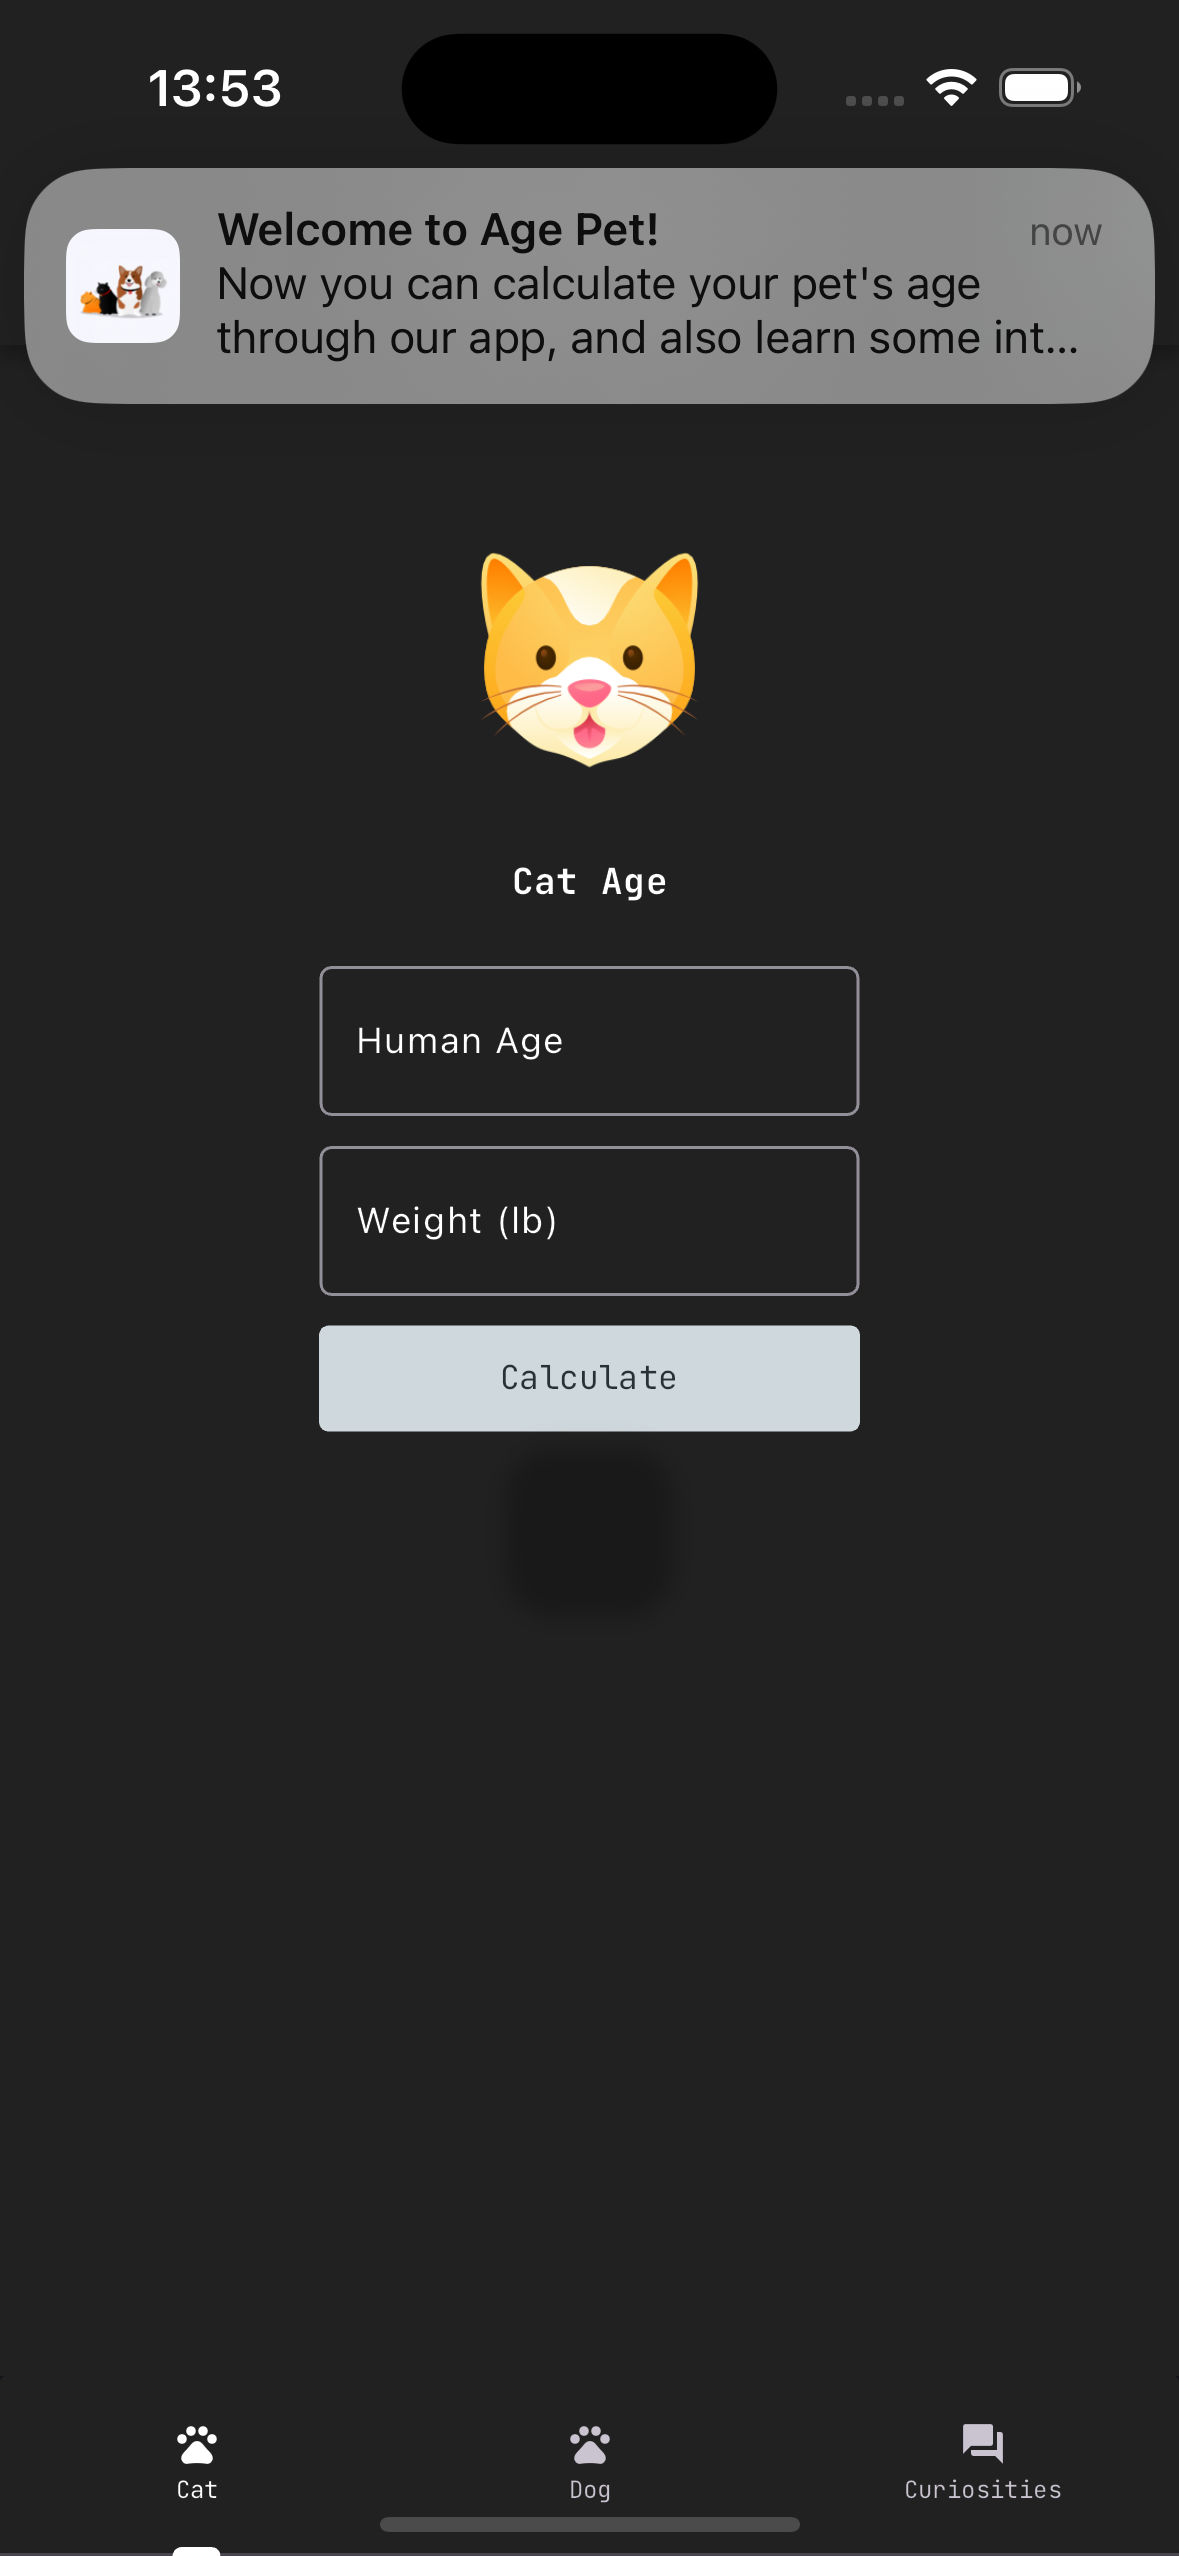 13:53
Welcome to Age Pet!
now
Now you can calculate your pet's age
through our app, and also learn some int...
Cat Age
Human Age
Weight (lb)
Calculate
Cat
Dog
Curiosities